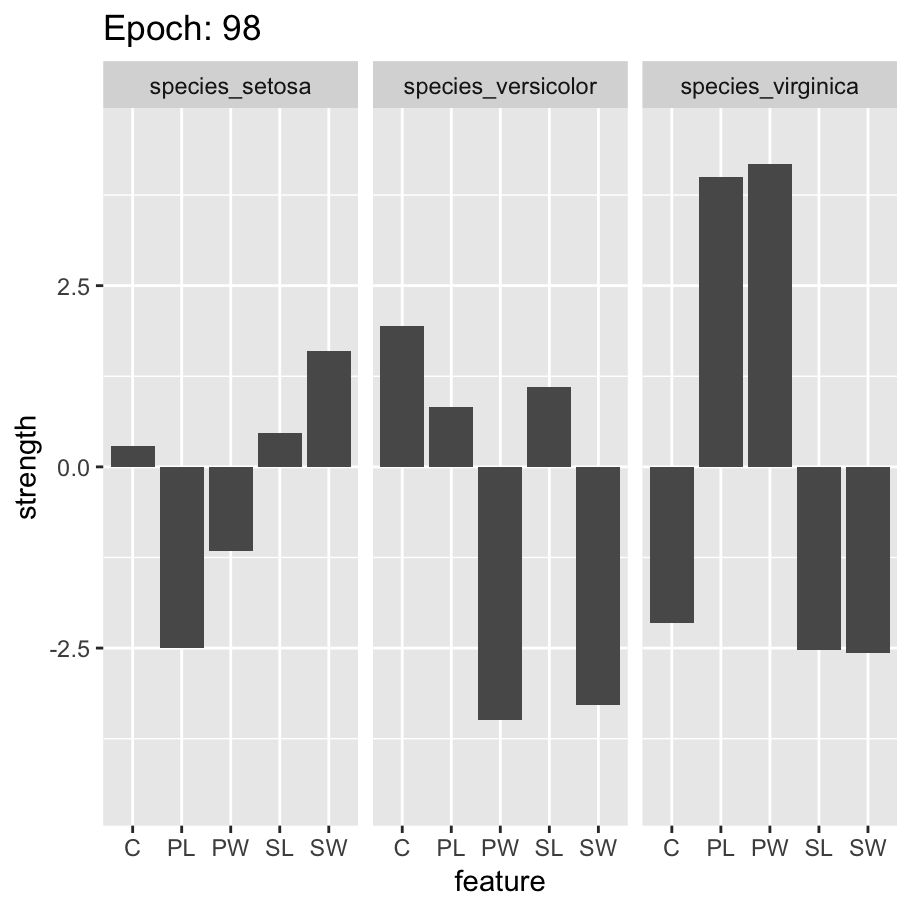 Epoch: 98
species_setosa species_versicolor species_virginica
2.5
0.0
-2.5
strength
C PL PW SL SW C PL PW SL SW C PL PW SL SW
feature